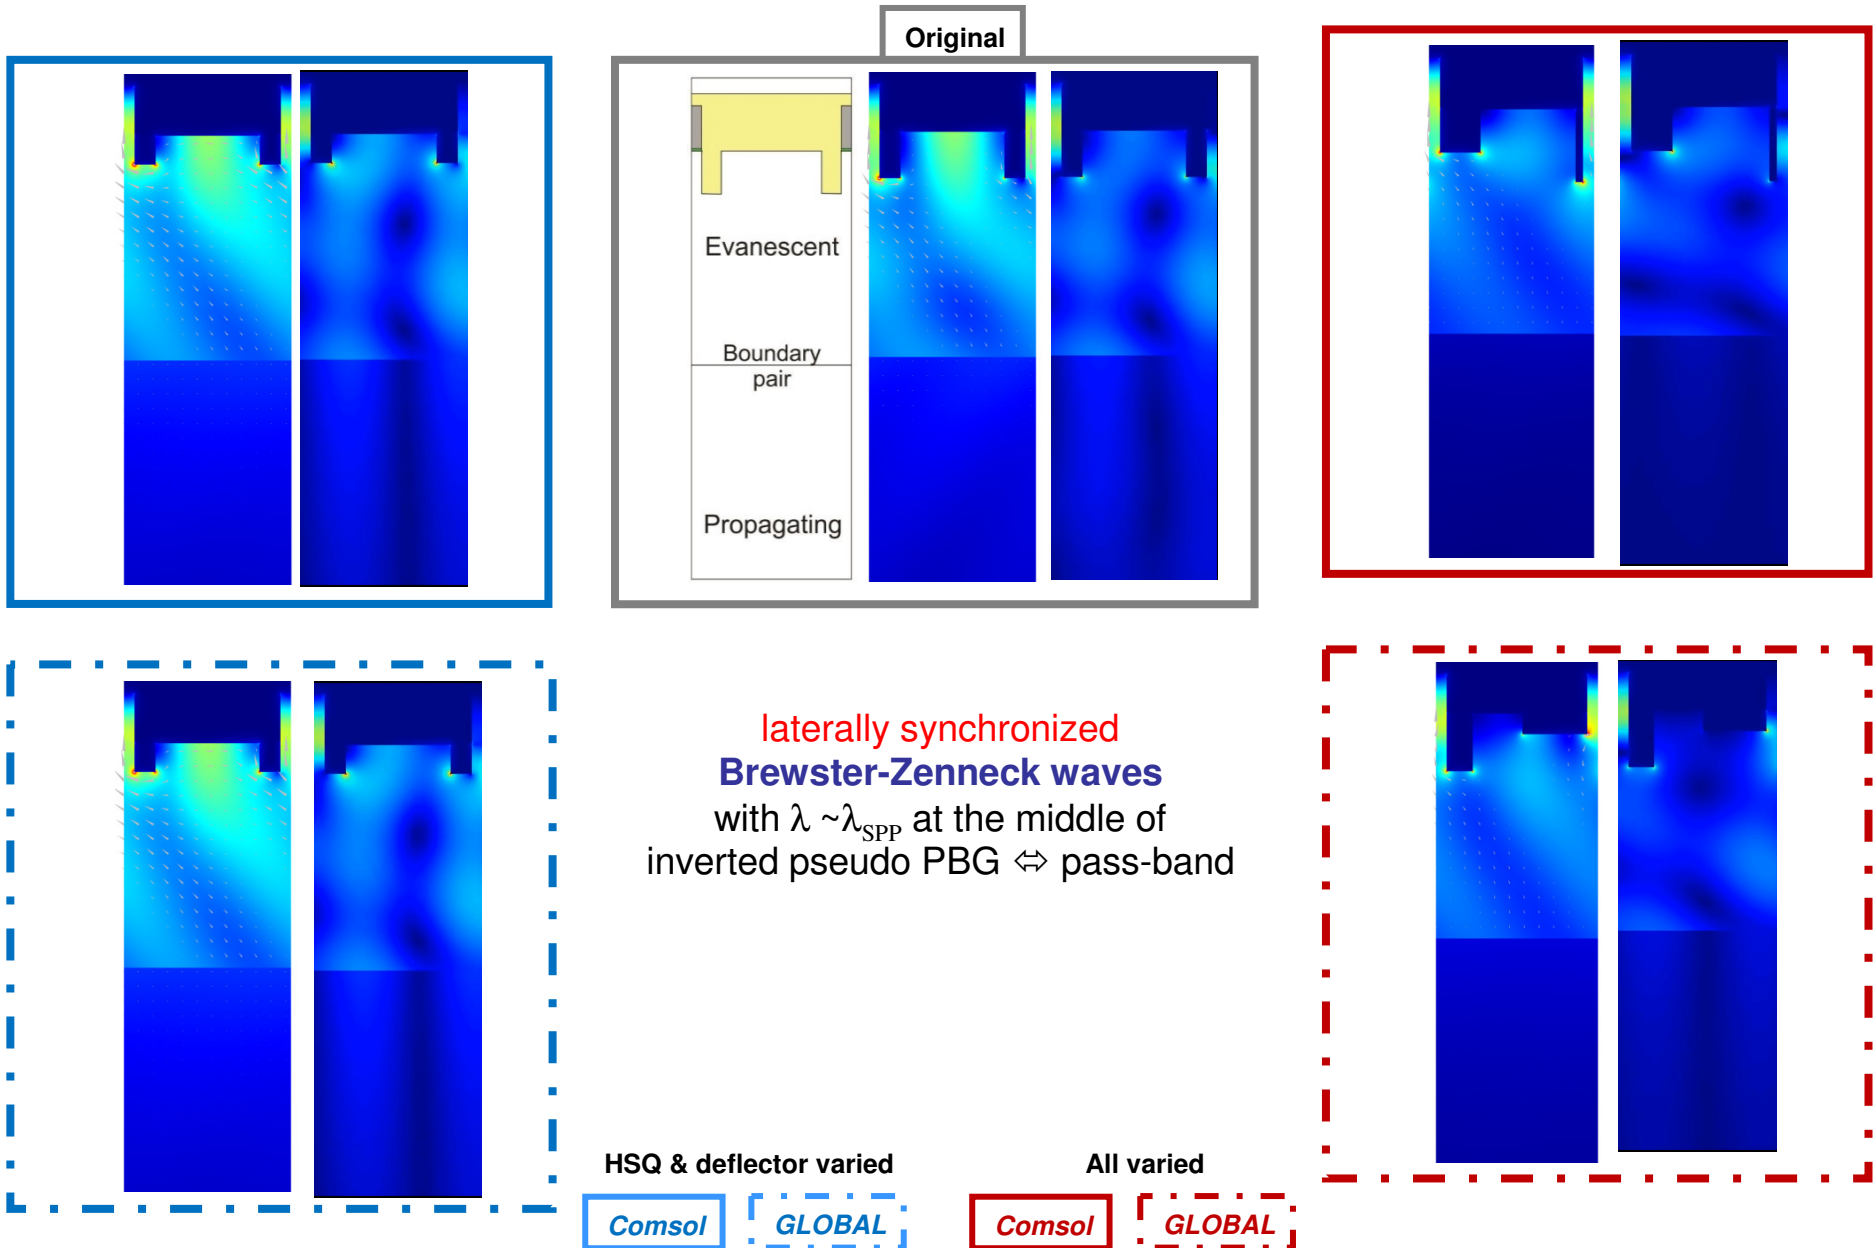 Original
Evanescent
Boundary
pair
Propagating
laterally synchronized
Brewster-Zenneck waves
with λ ~λSPP at the middle of
inverted pseudo PBG ⇔ pass-band
HSQ & deflector varied
All varied
Comsol
GLOBAL
Comsol
GLOBAL